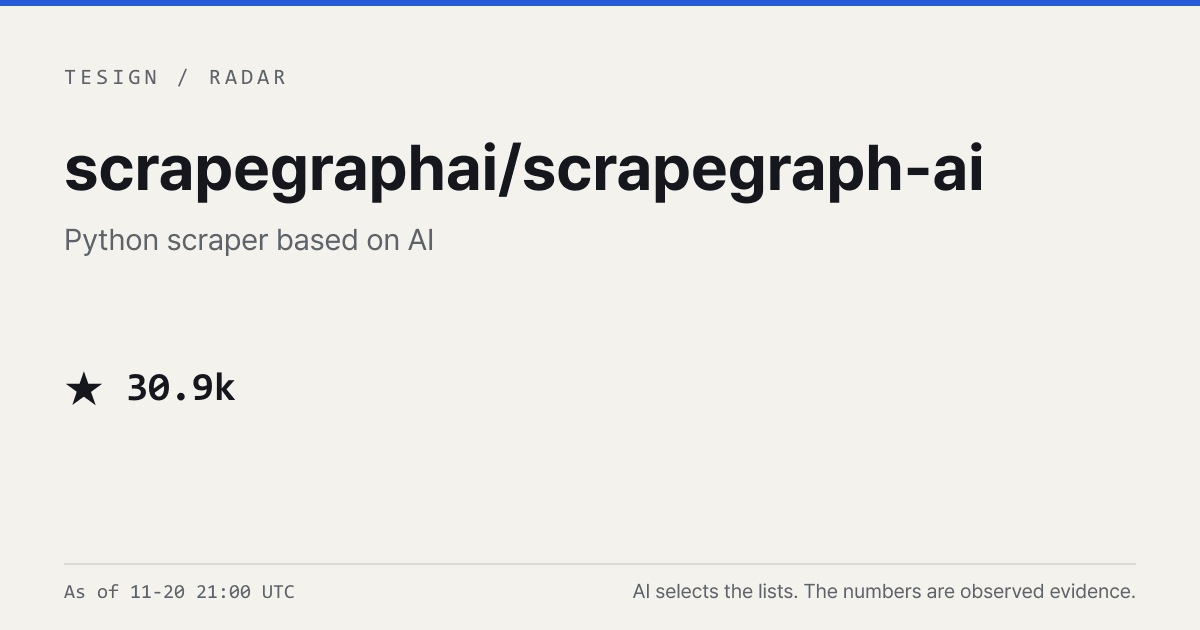 TESIGN / RADAR
scrapegraphai/scrapegraph-ai
Python scraper based on AI
★ 30.9k
As of 11-20 21:00 UTC
AI selects the lists. The numbers are observed evidence.